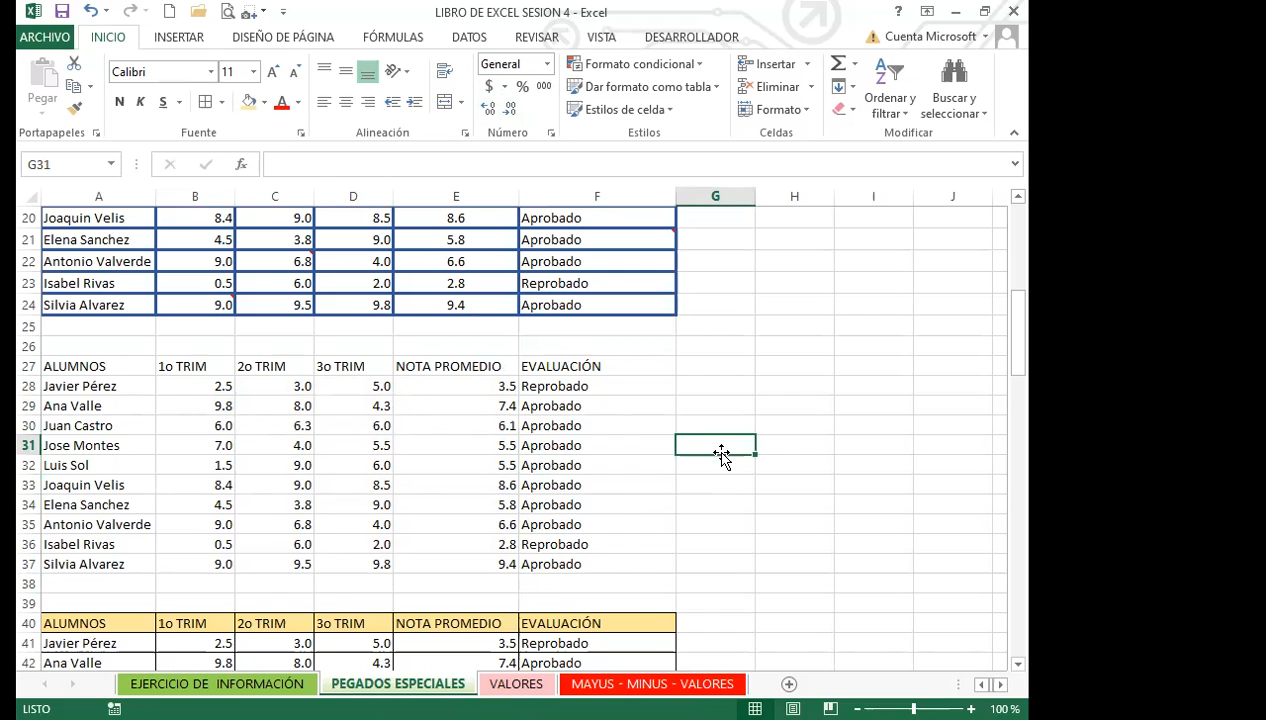 LIBRO DE EXCEL SESION 4 - Excel
ARCHIVO INICIO INSERTAR DISEÑO DE PÁGINA FÓRMULAS DATOS REVISAR VISTA DESARROLLADOR Cuenta Microsoft
Pegar Calibri 11 General Formato condicional Insertar
N K S $ % 000 Dar formato como tabla Eliminar Ordenar y filtrar Buscar y seleccionar
Estilos de celda Formato
Portapapeles Fuente Alineación Número Estilos Celdas Modificar
G31 fx
A B C D E F G H I J
20 Joaquin Velis 8.4 9.0 8.5 8.6 Aprobado
21 Elena Sanchez 4.5 3.8 9.0 5.8 Aprobado
22 Antonio Valverde 9.0 6.8 4.0 6.6 Aprobado
23 Isabel Rivas 0.5 6.0 2.0 2.8 Reprobado
24 Silvia Alvarez 9.0 9.5 9.8 9.4 Aprobado
25
26
27 ALUMNOS 1o TRIM 2o TRIM 3o TRIM NOTA PROMEDIO EVALUACIÓN
28 Javier Pérez 2.5 3.0 5.0 3.5 Reprobado
29 Ana Valle 9.8 8.0 4.3 7.4 Aprobado
30 Juan Castro 6.0 6.3 6.0 6.1 Aprobado
31 Jose Montes 7.0 4.0 5.5 5.5 Aprobado
32 Luis Sol 1.5 9.0 6.0 5.5 Aprobado
33 Joaquin Velis 8.4 9.0 8.5 8.6 Aprobado
34 Elena Sanchez 4.5 3.8 9.0 5.8 Aprobado
35 Antonio Valverde 9.0 6.8 4.0 6.6 Aprobado
36 Isabel Rivas 0.5 6.0 2.0 2.8 Reprobado
37 Silvia Alvarez 9.0 9.5 9.8 9.4 Aprobado
38
39
40 ALUMNOS 1o TRIM 2o TRIM 3o TRIM NOTA PROMEDIO EVALUACIÓN
41 Javier Pérez 2.5 3.0 5.0 3.5 Reprobado
42 Ana Valle 9.8 8.0 4.3 7.4 Aprobado
EJERCICIO DE INFORMACIÓN PEGADOS ESPECIALES VALORES MAYUS - MINUS - VALORES
LISTO 100 %